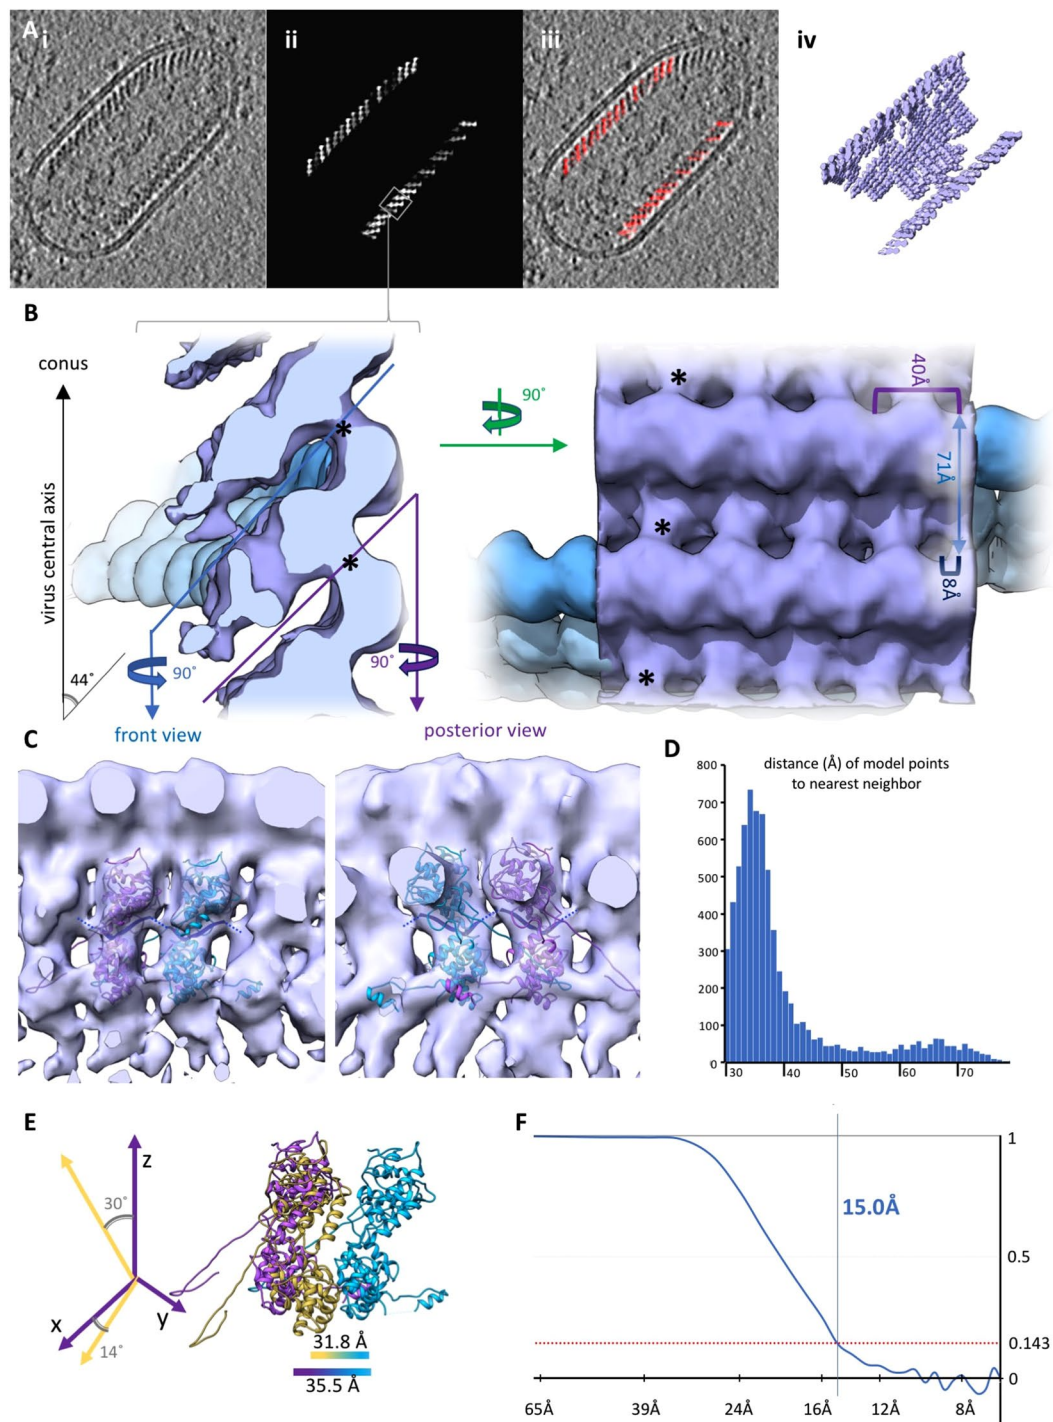 A i
ii
iii
iv
B
conus
virus central axis
44°
90°
front view
90°
posterior view
90°
*
*
*
*
*
40Å
71Å
8Å
C
D
distance (Å) of model points
to nearest neighbor
800
700
600
500
400
300
200
100
0
30 40 50 60 70
E
z
30°
x
y
14°
31.8 Å
35.5 Å
F
1
15.0Å
0.5
0.143
0
65Å 39Å 24Å 16Å 12Å 8Å